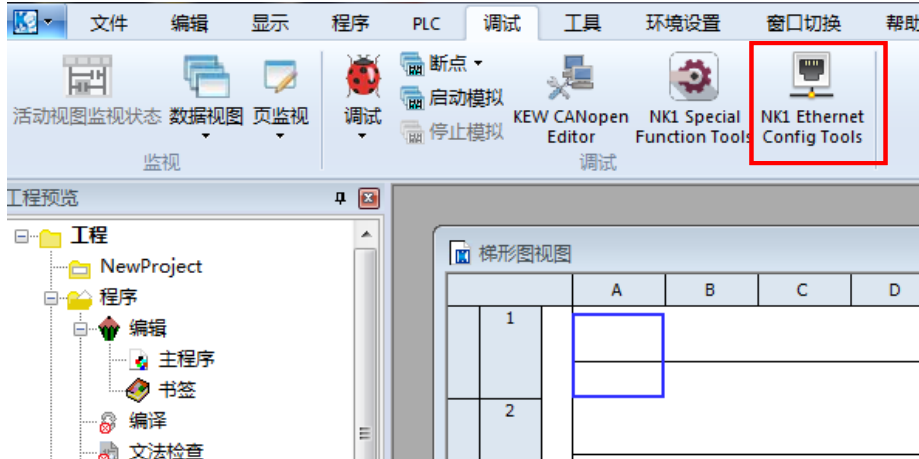 文件 编辑 显示 程序 PLC 调试 工具 环境设置 窗口切换 帮助
活动视图监视状态 数据视图 页监视
监视
调试
断点
启动模拟
停止模拟
KEW CANopen
Editor
NK1 Special
Function Tools
NK1 Ethernet
Config Tools
调试
工程预览
工程
NewProject
程序
编辑
主程序
书签
编译
文法检查
梯形图视图
A B C D
1
2